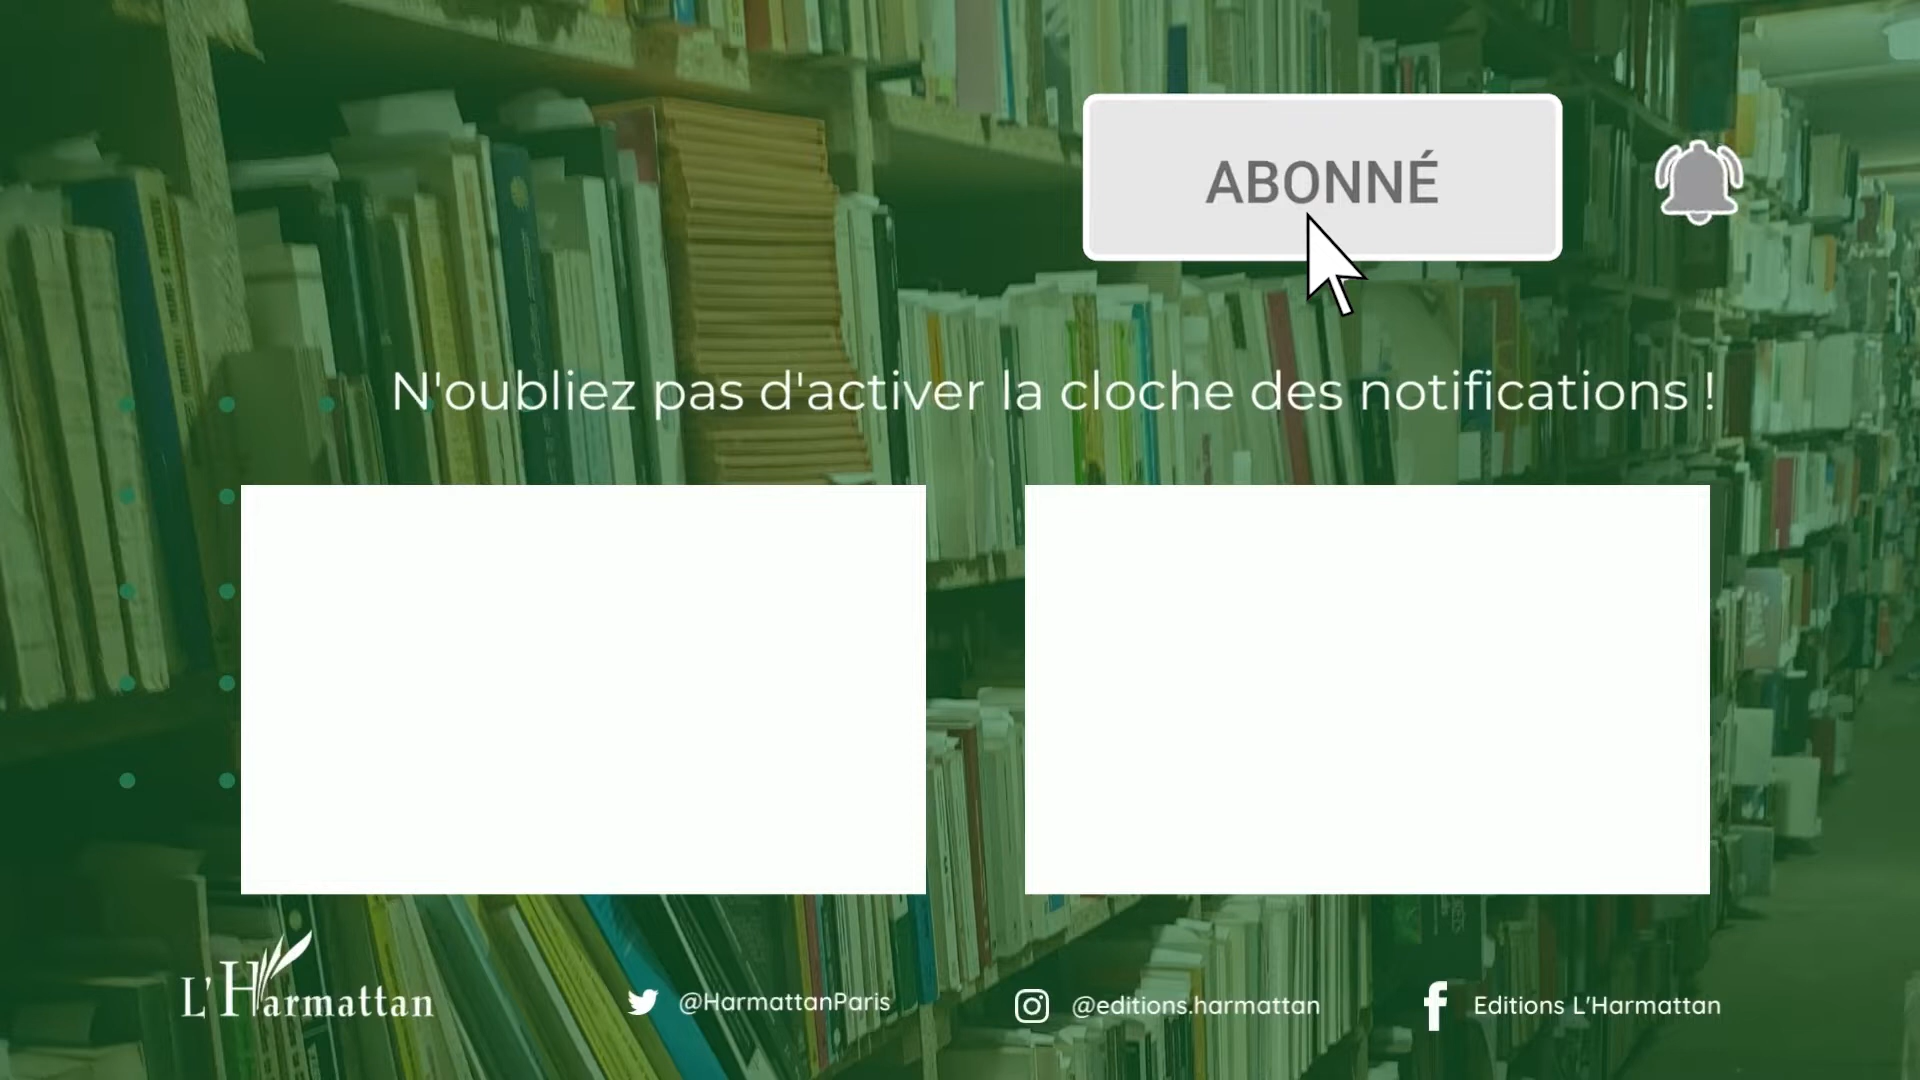 ABONNÉ
N'oubliez pas d'activer la cloche des notifications !
L'Harmattan
@HarmattanParis
@editions.harmattan
Editions L'Harmattan